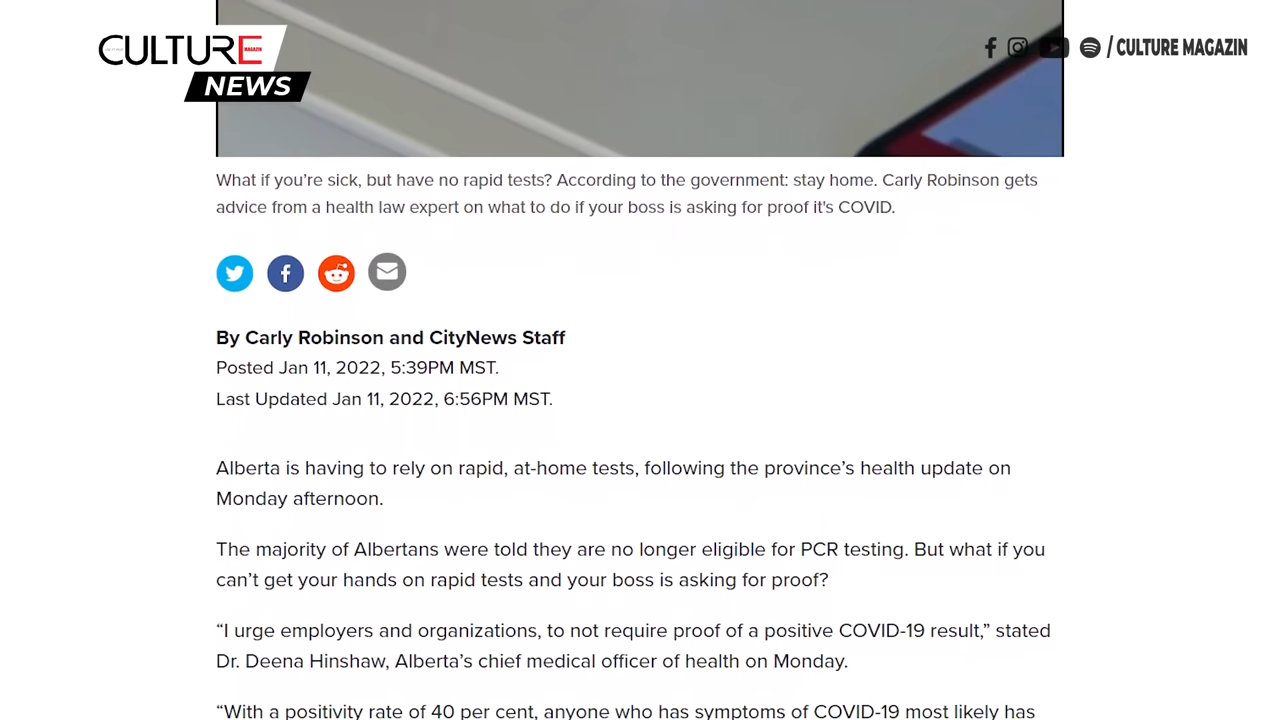 CULTURE
MAGAZIN
NEWS
/ CULTURE MAGAZIN
What if you’re sick, but have no rapid tests? According to the government: stay home. Carly Robinson gets
advice from a health law expert on what to do if your boss is asking for proof it's COVID.
By Carly Robinson and CityNews Staff
Posted Jan 11, 2022, 5:39PM MST.
Last Updated Jan 11, 2022, 6:56PM MST.
Alberta is having to rely on rapid, at-home tests, following the province’s health update on
Monday afternoon.
The majority of Albertans were told they are no longer eligible for PCR testing. But what if you
can’t get your hands on rapid tests and your boss is asking for proof?
“I urge employers and organizations, to not require proof of a positive COVID-19 result,” stated
Dr. Deena Hinshaw, Alberta’s chief medical officer of health on Monday.
“With a positivity rate of 40 per cent, anyone who has symptoms of COVID-19 most likely has